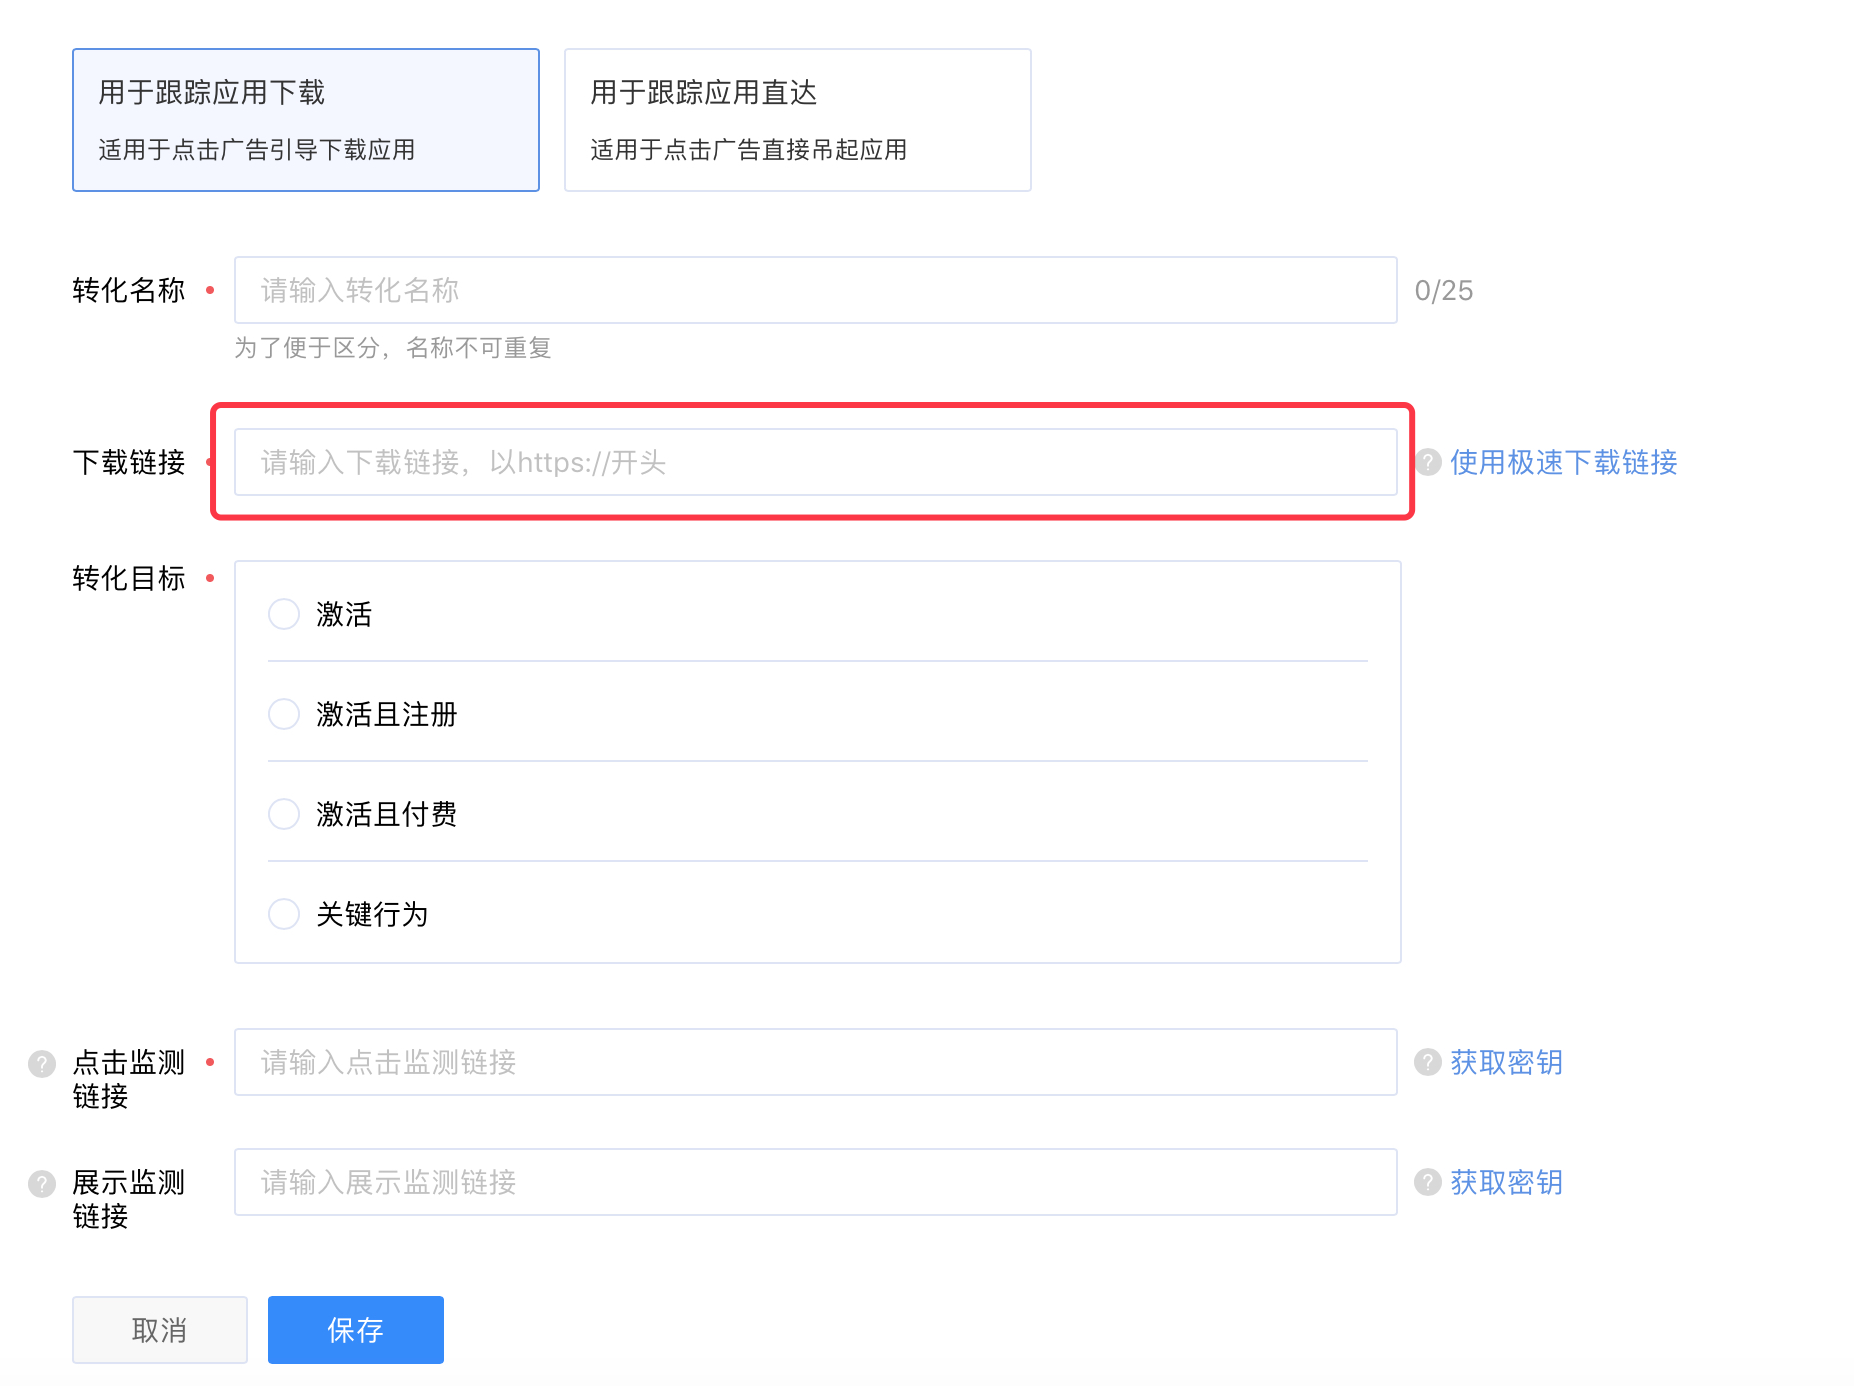 用于跟踪应用下载
适用于点击广告引导下载应用
用于跟踪应用直达
适用于点击广告直接吊起应用
转化名称
请输入转化名称
0/25
为了便于区分，名称不可重复
下载链接
请输入下载链接，以https://开头
? 使用极速下载链接
转化目标
激活
激活且注册
激活且付费
关键行为
? 点击监测
链接
请输入点击监测链接
? 获取密钥
? 展示监测
链接
请输入展示监测链接
? 获取密钥
取消
保存